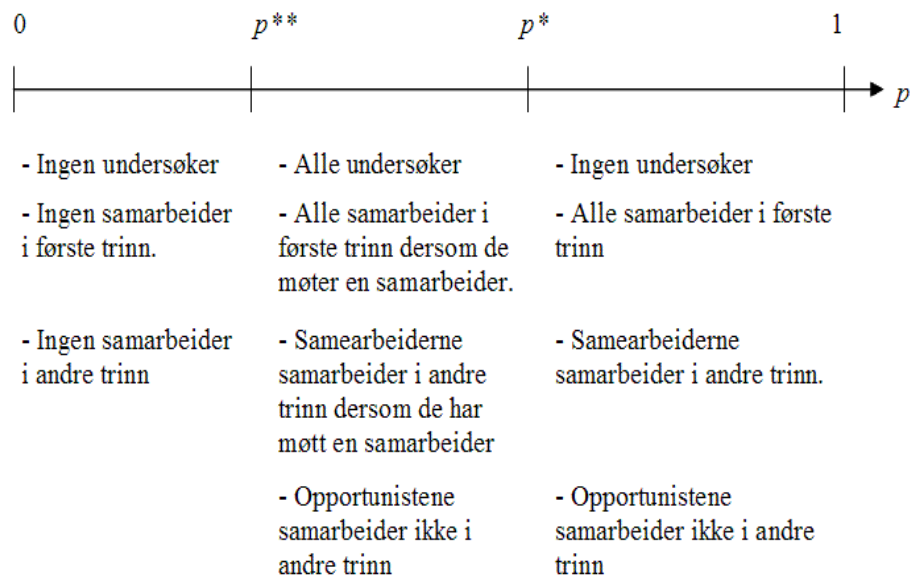 0 p** p* 1
p
- Ingen undersøker
- Ingen samarbeider
i første trinn.
- Ingen samarbeider
i andre trinn
- Alle undersøker
- Alle samarbeider i
første trinn dersom de
møter en samarbeider.
- Samearbeiderne
samarbeider i andre
trinn dersom de har
møtt en samarbeider
- Opportunistene
samarbeider ikke i
andre trinn
- Ingen undersøker
- Alle samarbeider i første
trinn
- Samearbeiderne
samarbeider i andre trinn.
- Opportunistene
samarbeider ikke i andre
trinn